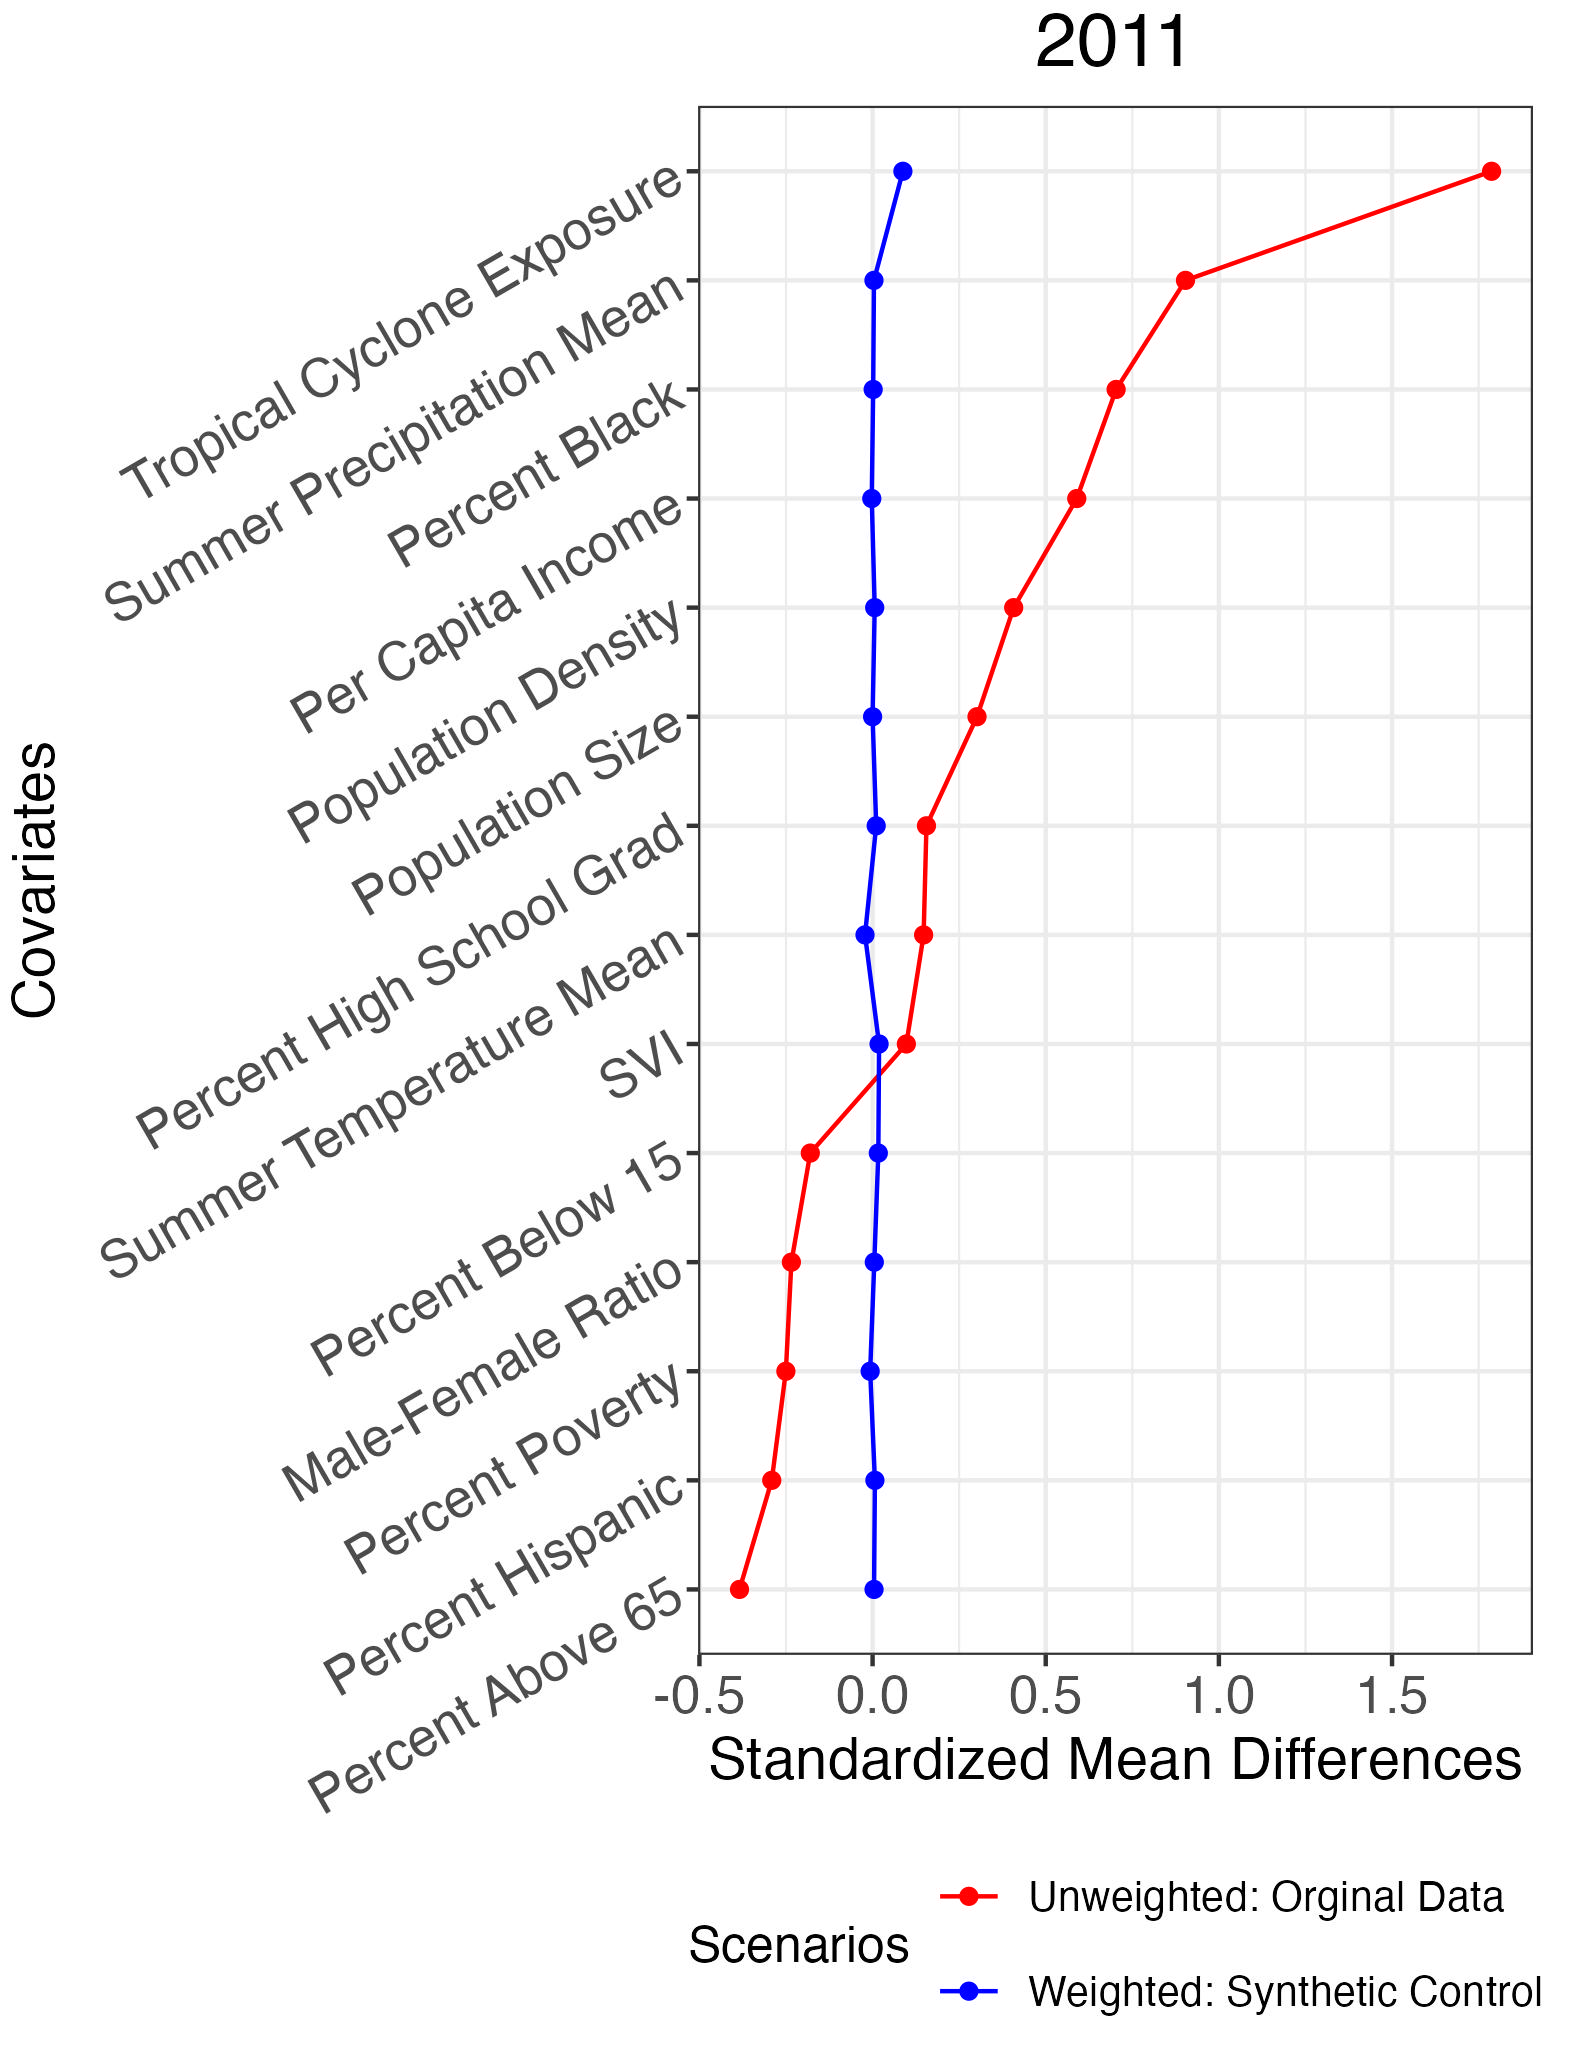 2011
Covariates
Tropical Cyclone Exposure
Summer Precipitation Mean
Percent Black
Per Capita Income
Population Density
Population Size
Percent High School Grad
Summer Temperature Mean
SVI
Percent Below 15
Male-Female Ratio
Percent Poverty
Percent Hispanic
Percent Above 65
-0.5 0.0 0.5 1.0 1.5
Standardized Mean Differences
Scenarios
Unweighted: Orginal Data
Weighted: Synthetic Control